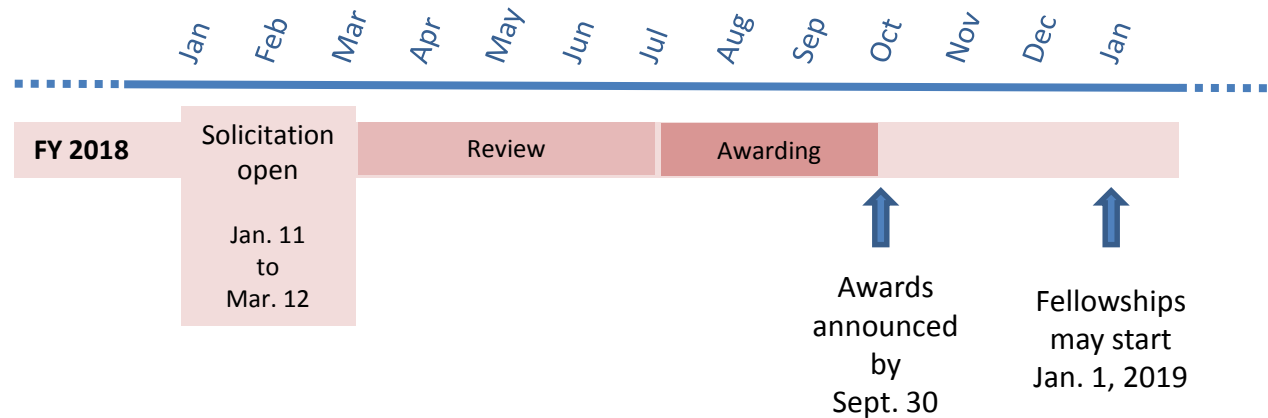 Jan
Feb
Mar
Apr
May
Jun
Jul
Aug
Sep
Oct
Nov
Dec
Jan
FY 2018
Solicitation
open
Jan. 11
to
Mar. 12
Review
Awarding
Awards
announced
by
Sept. 30
Fellowships
may start
Jan. 1, 2019